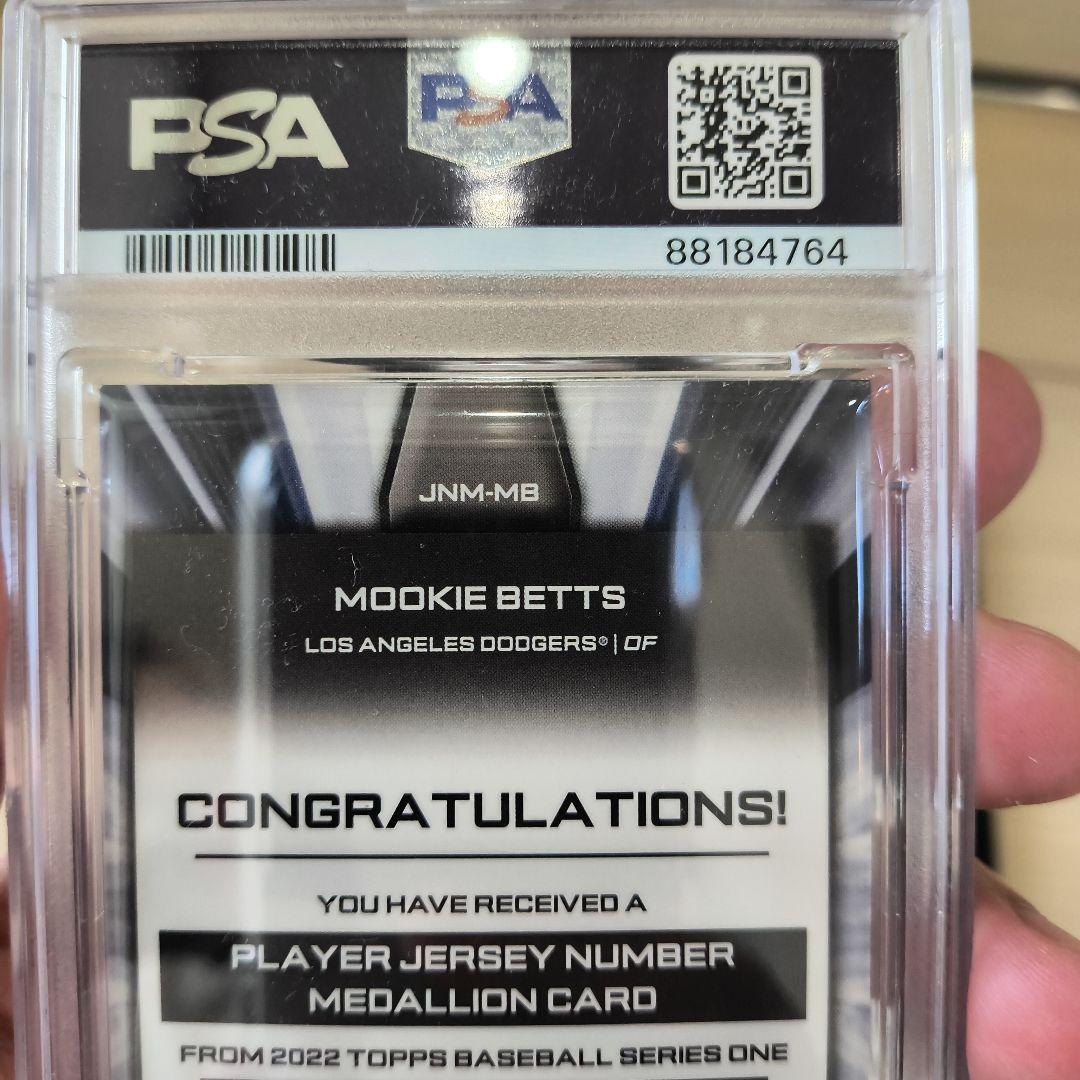 PSA
PSA
88184764
JNM-MB
MOOKIE BETTS
LOS ANGELES DODGERS® | OF
CONGRATULATIONS!
YOU HAVE RECEIVED A
PLAYER JERSEY NUMBER
MEDALLION CARD
FROM 2022 TOPPS BASEBALL SERIES ONE